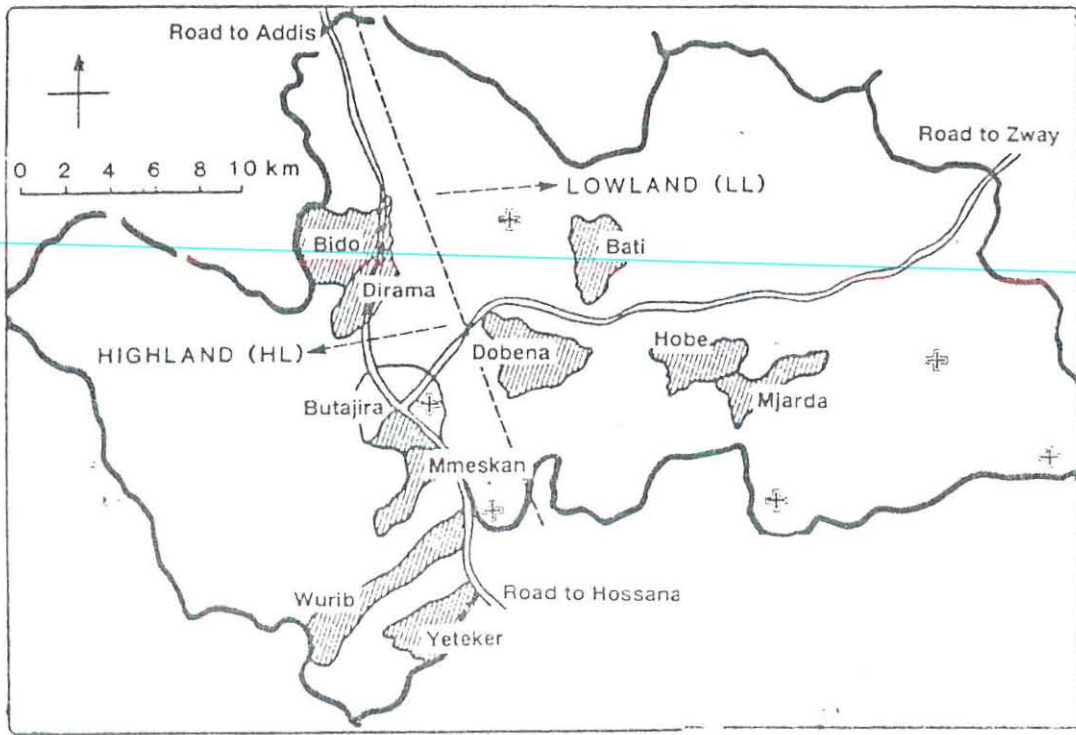 Road to Addis
Road to Zway
0 2 4 6 8 10 km
LOWLAND (LL)
Bido
Bati
Dirama
HIGHLAND (HL)
Dobena
Hobe
Butajira
Mjarda
Mmeskan
Wurib
Road to Hossana
Yeteker